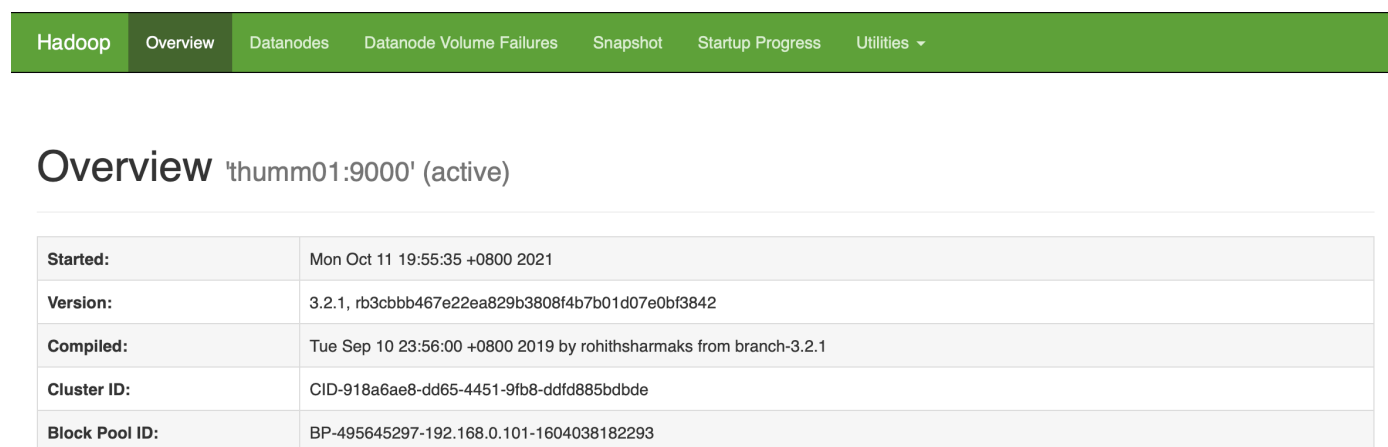 Hadoop Overview Datanodes Datanode Volume Failures Snapshot Startup Progress Utilities
Overview 'thumm01:9000' (active)
Started: Mon Oct 11 19:55:35 +0800 2021
Version: 3.2.1, rb3cbbb467e22ea829b3808f4b7b01d07e0bf3842
Compiled: Tue Sep 10 23:56:00 +0800 2019 by rohithsharmaks from branch-3.2.1
Cluster ID: CID-918a6ae8-dd65-4451-9fb8-ddfd885bdbde
Block Pool ID: BP-495645297-192.168.0.101-1604038182293